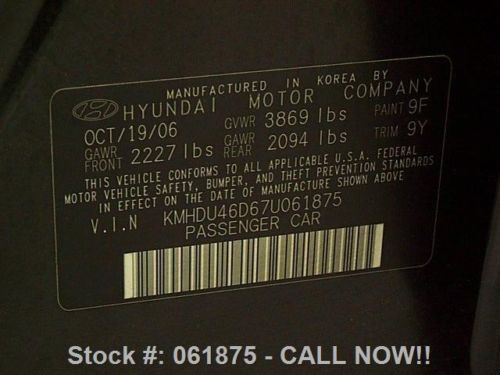 MANUFACTURED IN KOREA BY
HYUNDAI MOTOR COMPANY
OCT/19/06 GVWR 3869 lbs PAINT 9F
GAWR FRONT 2227 lbs GAWR REAR 2094 lbs TRIM 9Y
THIS VEHICLE CONFORMS TO ALL APPLICABLE U.S.A. FEDERAL
MOTOR VEHICLE SAFETY, BUMPER, AND THEFT PREVENTION STANDARDS
IN EFFECT ON THE DATE OF MANUFACTURE SHOWN ABOVE.
V.I.N KMHDU46D67U061875
PASSENGER CAR
Stock #: 061875 - CALL NOW!!